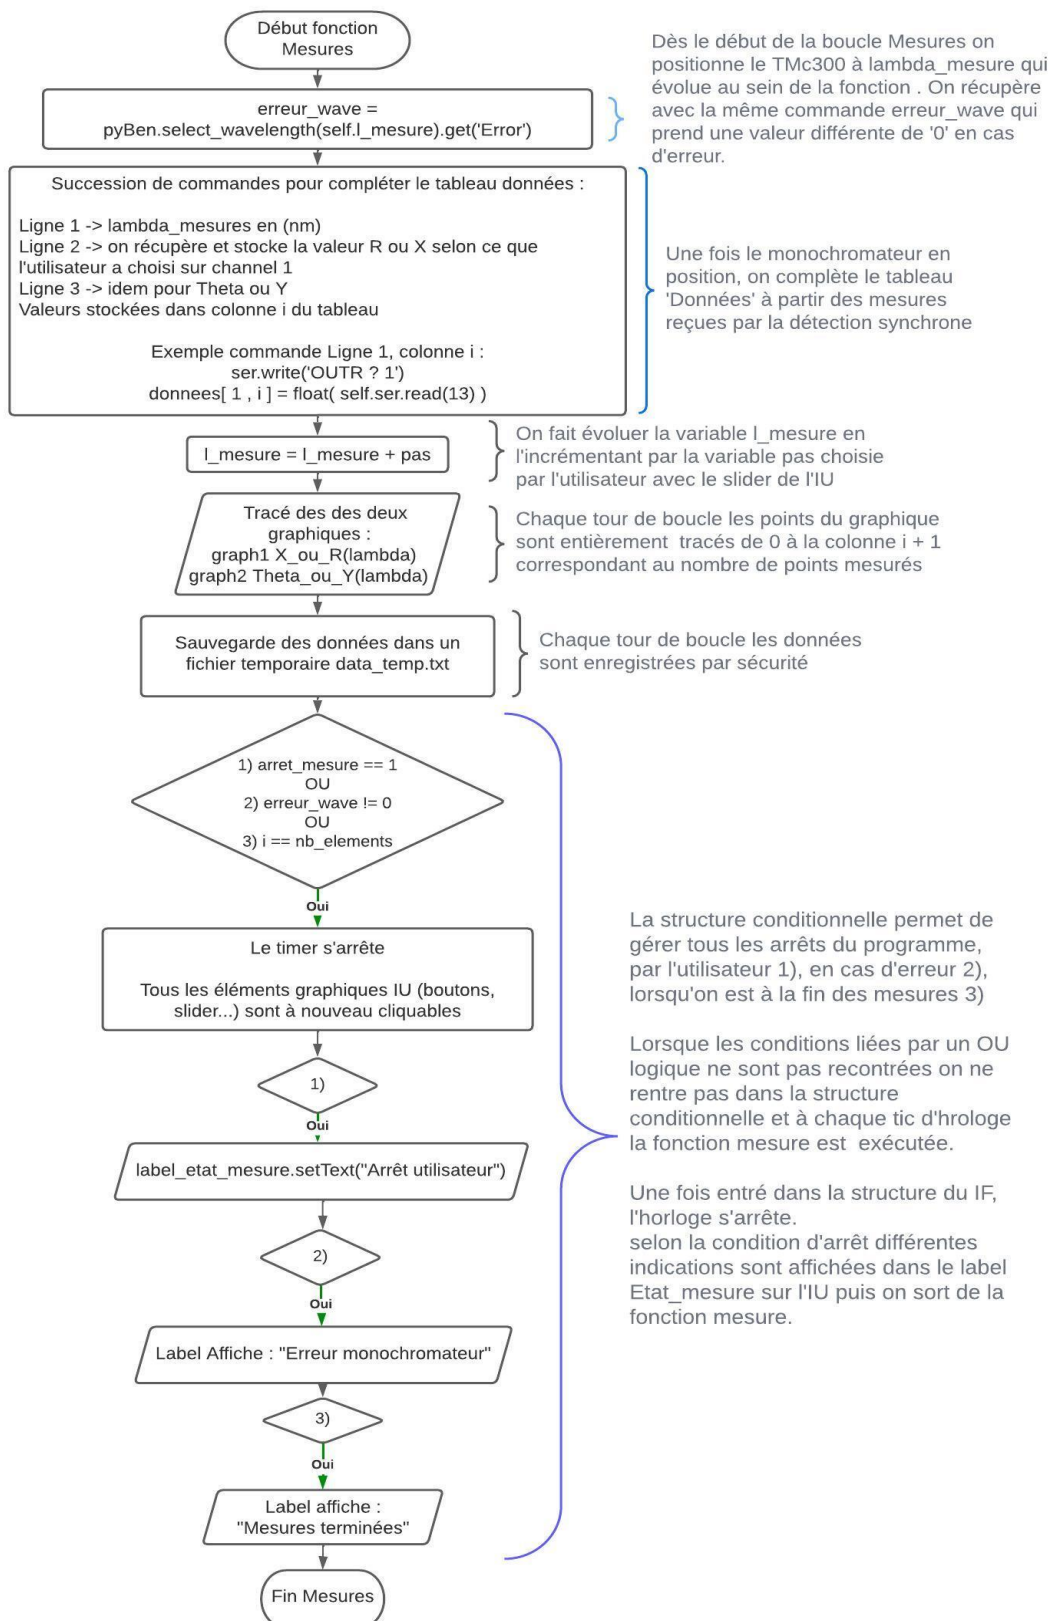 Début fonction
Mesures
Dès le début de la boucle Mesures on
positionne le TMc300 à lambda_mesure qui
évolue au sein de la fonction . On récupère
avec la même commande erreur_wave qui
prend une valeur différente de '0' en cas
d'erreur.
erreur_wave =
pyBen.select_wavelength(self.l_mesure).get('Error')
Succession de commandes pour compléter le tableau données :
Ligne 1 -> lambda_mesures en (nm)
Ligne 2 -> on récupère et stocke la valeur R ou X selon ce que
l'utilisateur a choisi sur channel 1
Ligne 3 -> idem pour Theta ou Y
Valeurs stockées dans colonne i du tableau
Exemple commande Ligne 1, colonne i :
ser.write('OUTR ? 1')
donnees[ 1 , i ] = float( self.ser.read(13) )
Une fois le monochromateur en
position, on complète le tableau
'Données' à partir des mesures
reçues par la détection synchrone
l_mesure = l_mesure + pas
On fait évoluer la variable l_mesure en
l'incrémentant par la variable pas choisie
par l'utilisateur avec le slider de l'IU
Tracé des des deux
graphiques :
graph1 X_ou_R(lambda)
graph2 Theta_ou_Y(lambda)
Chaque tour de boucle les points du graphique
sont entièrement tracés de 0 à la colonne i + 1
correspondant au nombre de points mesurés
Sauvegarde des données dans un
fichier temporaire data_temp.txt
Chaque tour de boucle les données
sont enregistrées par sécurité
1) arret_mesure == 1
OU
2) erreur_wave != 0
OU
3) i == nb_elements
Oui
Le timer s'arrête
Tous les éléments graphiques IU (boutons,
slider...) sont à nouveau cliquables
1)
Oui
label_etat_mesure.setText("Arrêt utilisateur")
2)
Oui
Label Affiche : "Erreur monochromateur"
3)
Oui
Label affiche :
"Mesures terminées"
Fin Mesures
La structure conditionnelle permet de
gérer tous les arrêts du programme,
par l'utilisateur 1), en cas d'erreur 2),
lorsqu'on est à la fin des mesures 3)
Lorsque les conditions liées par un OU
logique ne sont pas recontrées on ne
rentre pas dans la structure
conditionnelle et à chaque tic d'hrologe
la fonction mesure est exécutée.
Une fois entré dans la structure du IF,
l'horloge s'arrête.
selon la condition d'arrêt différentes
indications sont affichées dans le label
Etat_mesure sur l'IU puis on sort de la
fonction mesure.